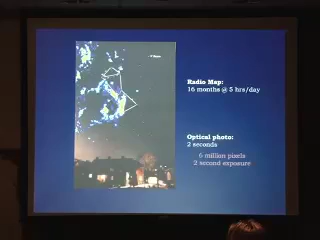 Radio Map:
16 months @ 5 hrs/day
Optical photo:
2 seconds
6 million pixels
2 second exposure